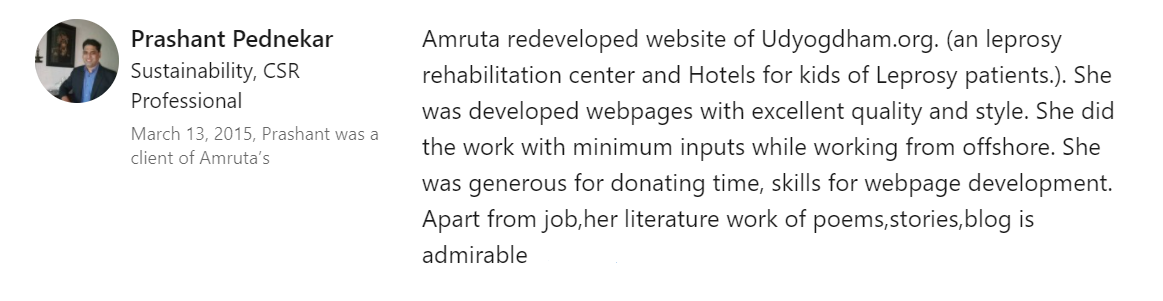 Prashant Pednekar
Sustainability, CSR
Professional
March 13, 2015, Prashant was a
client of Amruta's
Amruta redeveloped website of Udyogdham.org. (an leprosy
rehabilitation center and Hotels for kids of Leprosy patients.). She
was developed webpages with excellent quality and style. She did
the work with minimum inputs while working from offshore. She
was generous for donating time, skills for webpage development.
Apart from job,her literature work of poems,stories,blog is
admirable